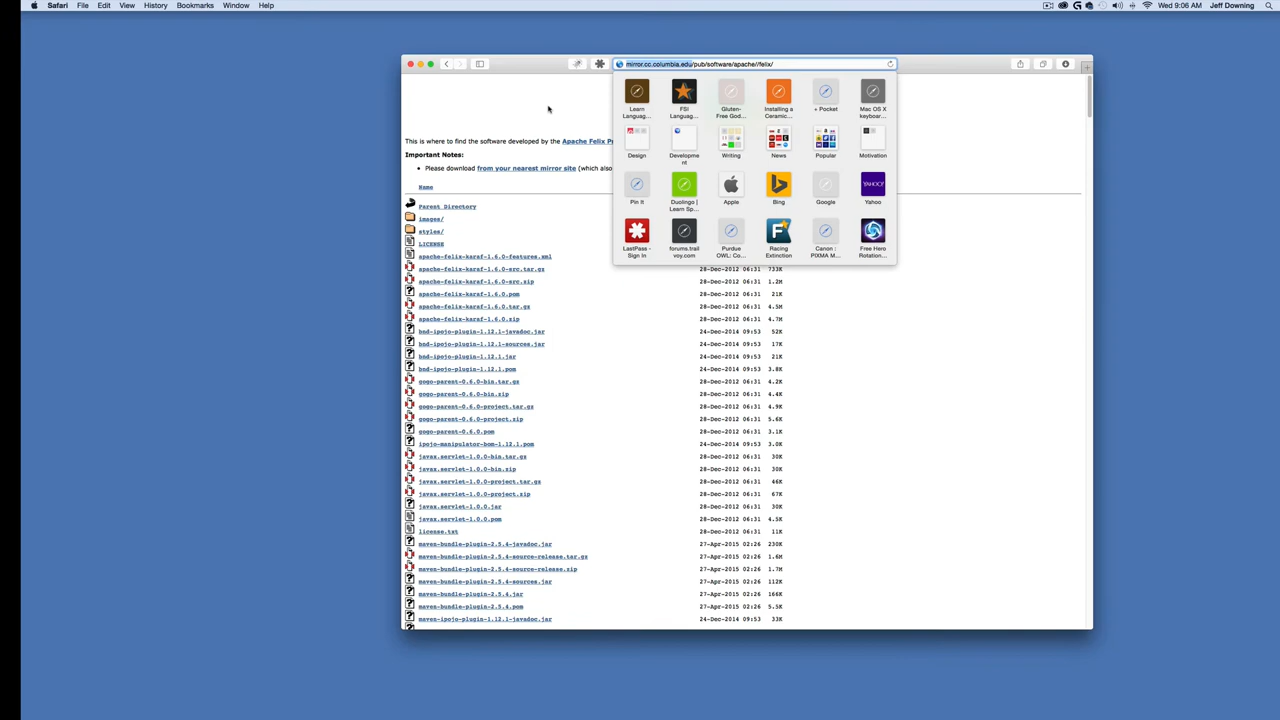 Safari File Edit View History Bookmarks Window Help Wed 9:06 AM Jeff Downing
mirror.cc.columbia.edu/pub/software/apache//felix/
Learn Languag... FSI Languag... Gluten-Free God... Installing a Ceramic... + Pocket Mac OS X keyboar...
Design Development Writing News Popular Motivation
Pin It Duolingo | Learn Sp... Apple Bing Google Yahoo
LastPass - Sign In forums.trailvoy.com Purdue OWL: Co... Racing Extinction Canon : PIXMA M... Free Hero Rotation...
This is where to find the software developed by the Apache Felix Pr
Important Notes:
• Please download from your nearest mirror site (which also
Name
Parent Directory
images/
styles/
LICENSE
apache-felix-karaf-1.6.0-features.xml
apache-felix-karaf-1.6.0-src.tar.gz 28-Dec-2012 06:31 733K
apache-felix-karaf-1.6.0-src.zip 28-Dec-2012 06:31 1.2M
apache-felix-karaf-1.6.0.pom 28-Dec-2012 06:31 21K
apache-felix-karaf-1.6.0.tar.gz 28-Dec-2012 06:31 4.5M
apache-felix-karaf-1.6.0.zip 28-Dec-2012 06:31 4.7M
bnd-ipojo-plugin-1.12.1-javadoc.jar 24-Dec-2014 09:53 52K
bnd-ipojo-plugin-1.12.1-sources.jar 24-Dec-2014 09:53 17K
bnd-ipojo-plugin-1.12.1.jar 24-Dec-2014 09:53 21K
bnd-ipojo-plugin-1.12.1.pom 24-Dec-2014 09:53 3.8K
gogo-parent-0.6.0-bin.tar.gz 28-Dec-2012 06:31 4.2K
gogo-parent-0.6.0-bin.zip 28-Dec-2012 06:31 4.4K
gogo-parent-0.6.0-project.tar.gz 28-Dec-2012 06:31 4.9K
gogo-parent-0.6.0-project.zip 28-Dec-2012 06:31 5.6K
gogo-parent-0.6.0.pom 28-Dec-2012 06:31 3.1K
ipojo-manipulator-bom-1.12.1.pom 24-Dec-2014 09:53 3.0K
javax.servlet-1.0.0-bin.tar.gz 28-Dec-2012 06:31 30K
javax.servlet-1.0.0-bin.zip 28-Dec-2012 06:31 30K
javax.servlet-1.0.0-project.tar.gz 28-Dec-2012 06:31 46K
javax.servlet-1.0.0-project.zip 28-Dec-2012 06:31 67K
javax.servlet-1.0.0.jar 28-Dec-2012 06:31 30K
javax.servlet-1.0.0.pom 28-Dec-2012 06:31 4.5K
license.txt 28-Dec-2012 06:31 11K
maven-bundle-plugin-2.5.4-javadoc.jar 27-Apr-2015 02:26 230K
maven-bundle-plugin-2.5.4-source-release.tar.gz 27-Apr-2015 02:26 1.6M
maven-bundle-plugin-2.5.4-source-release.zip 27-Apr-2015 02:26 1.7M
maven-bundle-plugin-2.5.4-sources.jar 27-Apr-2015 02:26 112K
maven-bundle-plugin-2.5.4.jar 27-Apr-2015 02:26 166K
maven-bundle-plugin-2.5.4.pom 27-Apr-2015 02:26 5.5K
maven-ipojo-plugin-1.12.1-javadoc.jar 24-Dec-2014 09:53 33K